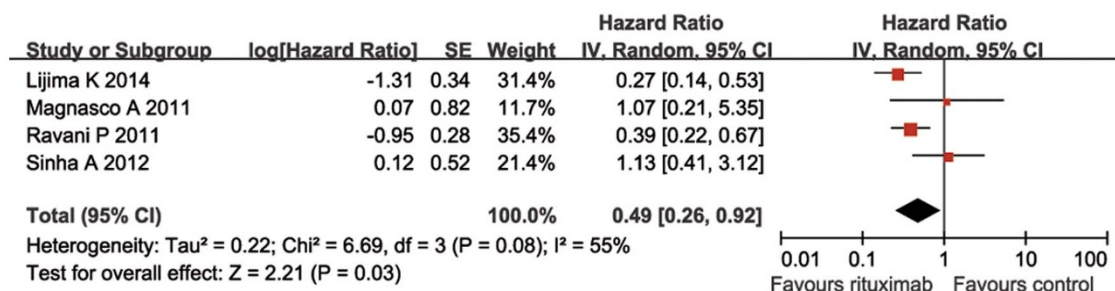 Hazard Ratio Hazard Ratio
Study or Subgroup log[Hazard Ratio] SE Weight IV, Random, 95% CI IV, Random, 95% CI
Lijima K 2014 -1.31 0.34 31.4% 0.27 [0.14, 0.53]
Magnasco A 2011 0.07 0.82 11.7% 1.07 [0.21, 5.35]
Ravani P 2011 -0.95 0.28 35.4% 0.39 [0.22, 0.67]
Sinha A 2012 0.12 0.52 21.4% 1.13 [0.41, 3.12]
Total (95% CI) 100.0% 0.49 [0.26, 0.92]
Heterogeneity: Tau² = 0.22; Chi² = 6.69, df = 3 (P = 0.08); I² = 55%
Test for overall effect: Z = 2.21 (P = 0.03)
0.01 0.1 1 10 100
Favours rituximab Favours control